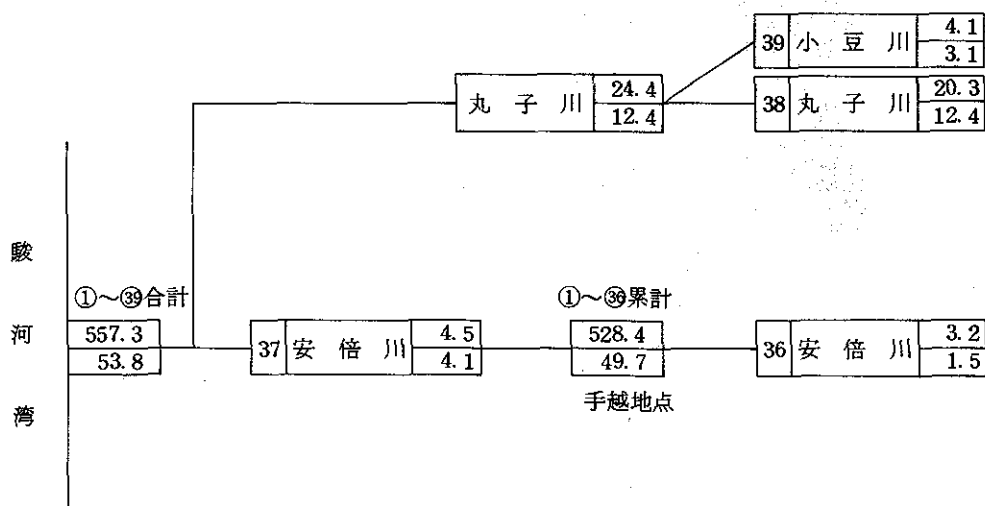 39 小豆川 4.1
3.1
丸子川 24.4
12.4
38 丸子川 20.3
12.4
駿河湾
①～㊴合計
557.3
53.8
37 安倍川 4.5
4.1
①～㊱累計
528.4
49.7
手越地点
36 安倍川 3.2
1.5